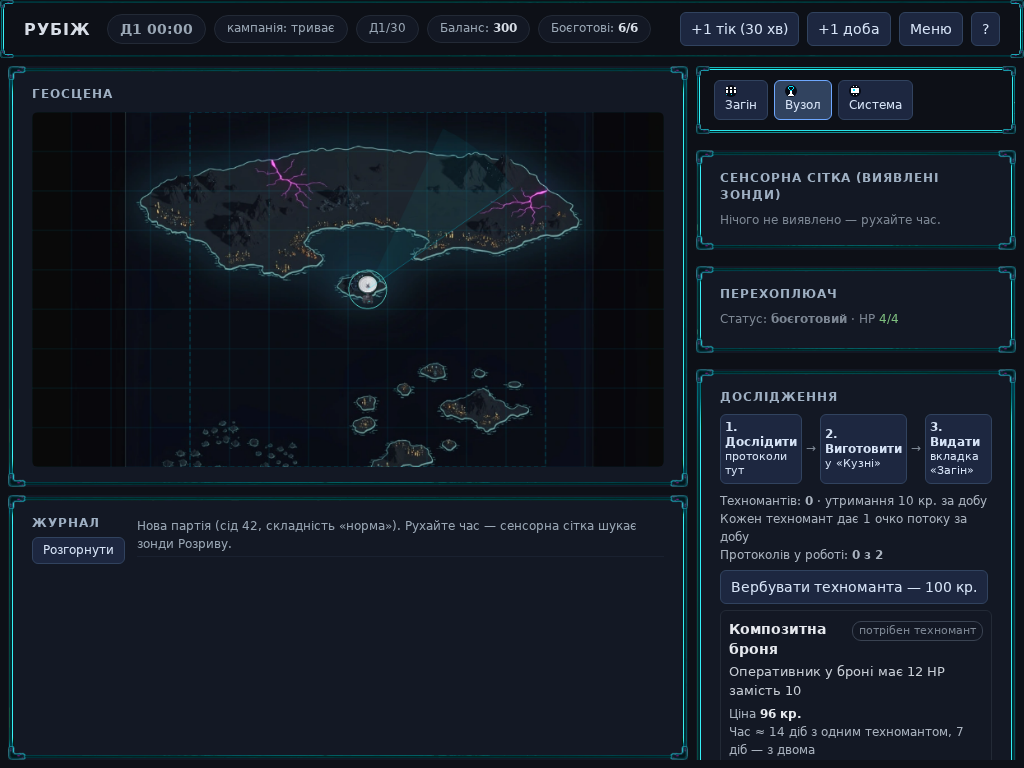 РУБІЖ
Д1 00:00
кампанія: триває
Д1/30
Баланс: 300
Боєготові: 6/6
+1 тік (30 хв)
+1 доба
Меню
?
ГЕОСЦЕНА
Загін
Вузол
Система
СЕНСОРНА СІТКА (ВИЯВЛЕНІ
ЗОНДИ)
Нічого не виявлено — рухайте час.
ПЕРЕХОПЛЮАЧ
Статус: боєготовий · HP 4/4
ДОСЛІДЖЕННЯ
1.
Дослідити
протоколи
тут
→
2.
Виготовити
у «Кузні»
→
3.
Видати
вкладка
«Загін»
Техномантів: 0 · утримання 10 кр. за добу
Кожен техномант дає 1 очко потоку за
добу
Протоколів у роботі: 0 з 2
Вербувати техноманта — 100 кр.
Композитна
броня
потрібен техномант
Оперативник у броні має 12 HP
замість 10
Ціна 96 кр.
Час ≈ 14 діб з одним техномантом, 7
діб — з двома
ЖУРНАЛ
Розгорнути
Нова партія (сід 42, складність «норма»). Рухайте час — сенсорна сітка шукає
зонди Розриву.